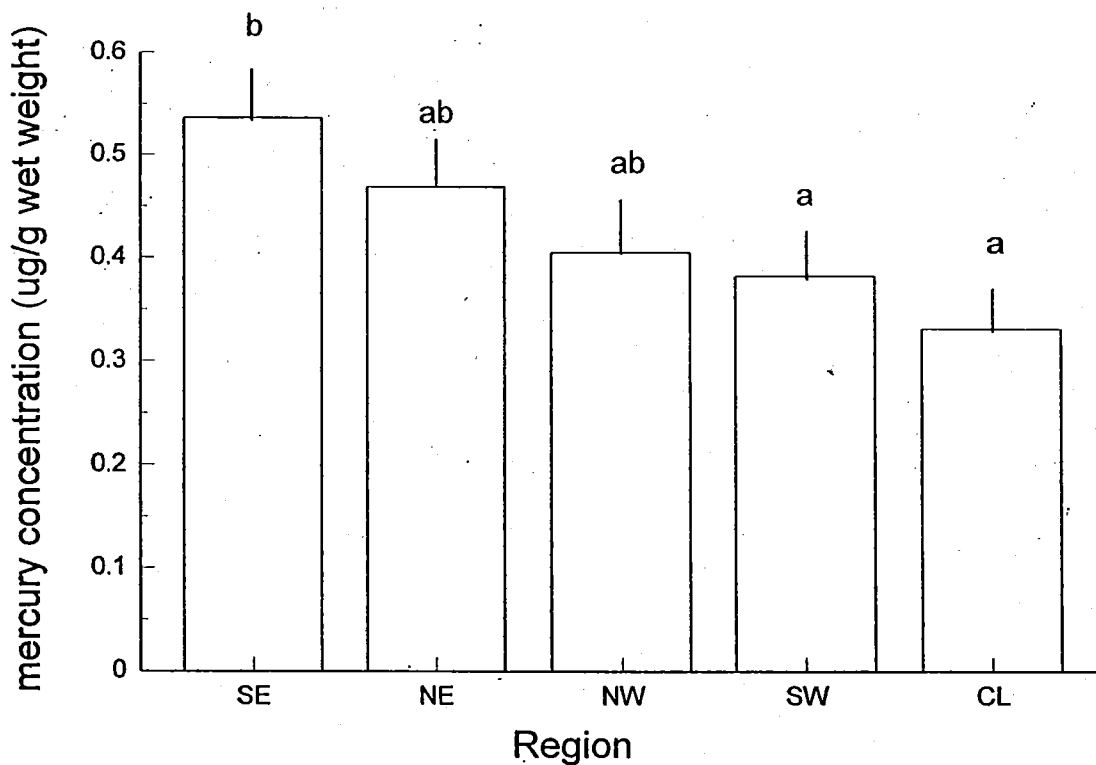 mercury concentration (ug/g wet weight)
0.6
0.5
0.4
0.3
0.2
0.1
0
b
ab
ab
a
a
SE NE NW SW CL
Region